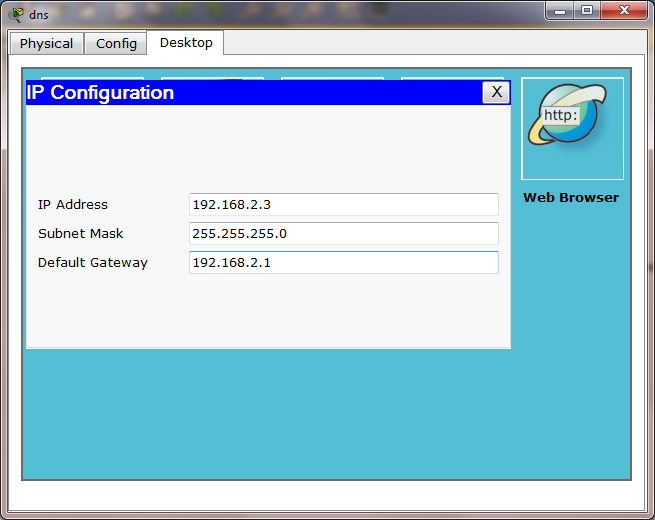 dns
Physical Config Desktop
IP Configuration X
http:
Web Browser
IP Address 192.168.2.3
Subnet Mask 255.255.255.0
Default Gateway 192.168.2.1